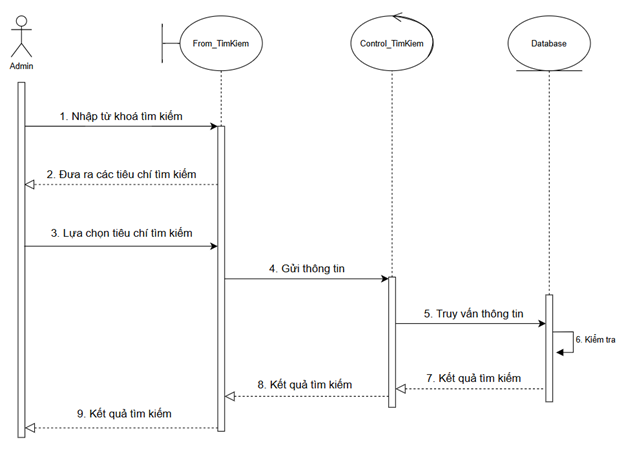 Admin
From_TimKiem
Control_TimKiem
Database
1. Nhập từ khoá tìm kiếm
2. Đưa ra các tiêu chí tìm kiếm
3. Lựa chọn tiêu chí tìm kiếm
4. Gửi thông tin
5. Truy vấn thông tin
6. Kiểm tra
7. Kết quả tìm kiếm
8. Kết quả tìm kiếm
9. Kết quả tìm kiếm